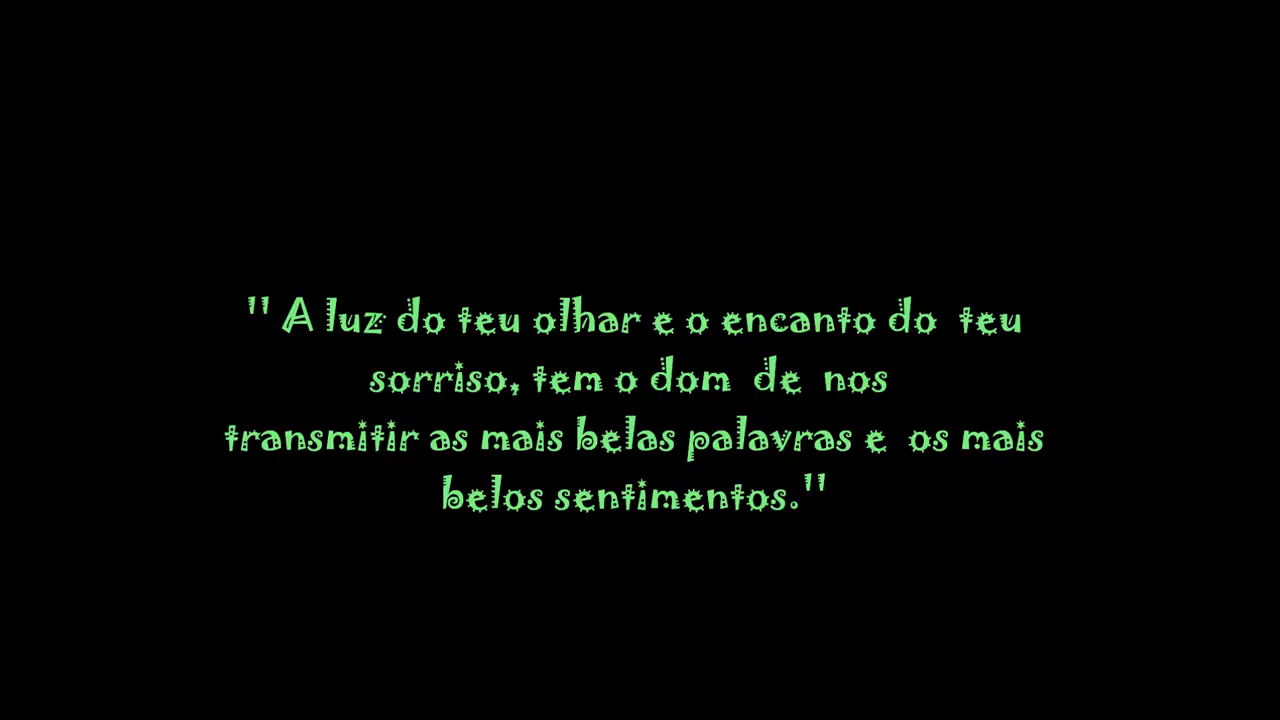 " A luz do teu olhar e o encanto do teu
sorriso, tem o dom de nos
transmitir as mais belas palavras e os mais
belos sentimentos."